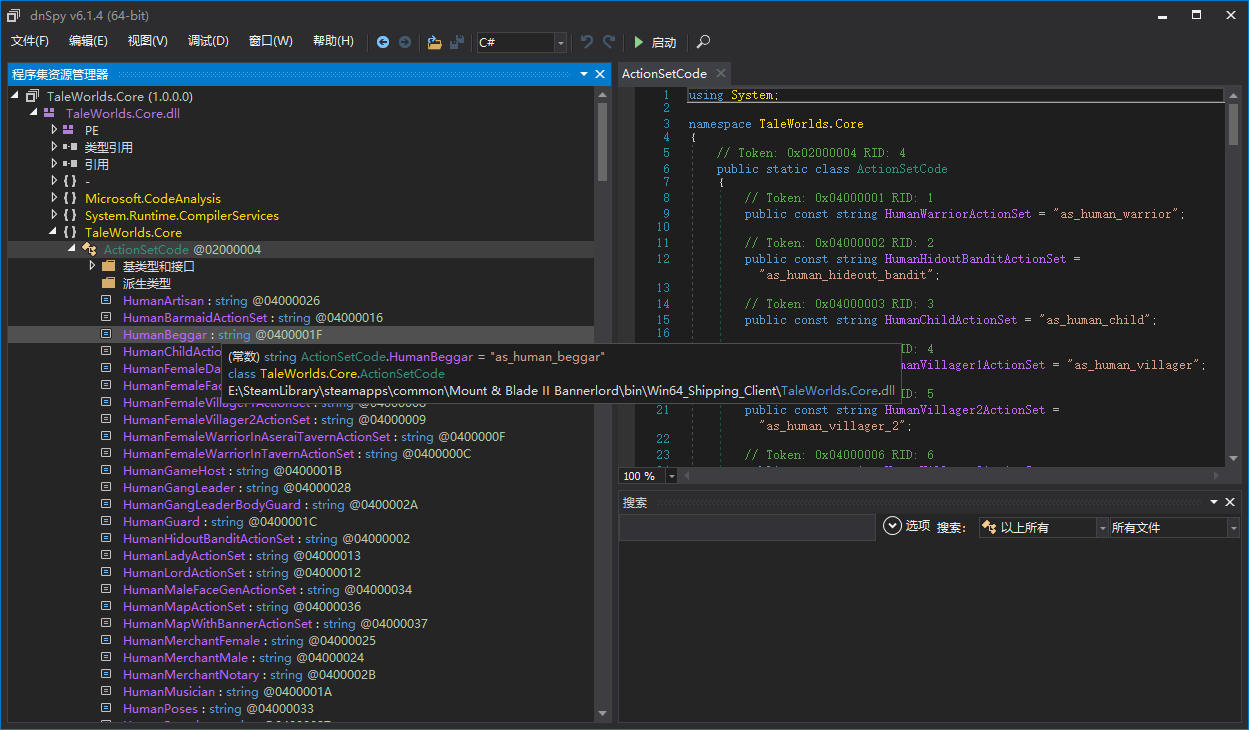 dnSpy v6.1.4 (64-bit)
文件(F) 编辑(E) 视图(V) 调试(D) 窗口(W) 帮助(H) C# 启动
程序集资源管理器
TaleWorlds.Core (1.0.0.0)
TaleWorlds.Core.dll
PE
类型引用
引用
{ } -
{ } Microsoft.CodeAnalysis
{ } System.Runtime.CompilerServices
{ } TaleWorlds.Core
ActionSetCode @02000004
基类型和接口
派生类型
HumanArtisan : string @04000026
HumanBarmaidActionSet : string @04000016
HumanBeggar : string @0400001F
HumanChildActio
HumanFemaleDa
HumanFemaleFac
HumanFemaleVillager2ActionSet : string @04000009
HumanFemaleWarriorInAseraiTavernActionSet : string @0400000F
HumanFemaleWarriorInTavernActionSet : string @0400000C
HumanGameHost : string @0400001B
HumanGangLeader : string @04000028
HumanGangLeaderBodyGuard : string @0400002A
HumanGuard : string @0400001C
HumanHidoutBanditActionSet : string @04000002
HumanLadyActionSet : string @04000013
HumanLordActionSet : string @04000012
HumanMaleFaceGenActionSet : string @04000034
HumanMapActionSet : string @04000036
HumanMapWithBannerActionSet : string @04000037
HumanMerchantFemale : string @04000025
HumanMerchantMale : string @04000024
HumanMerchantNotary : string @0400002B
HumanMusician : string @0400001A
HumanPoses : string @04000033
(常数) string ActionSetCode.HumanBeggar = "as_human_beggar"
class TaleWorlds.Core.ActionSetCode
E:\SteamLibrary\steamapps\common\Mount & Blade II Bannerlord\bin\Win64_Shipping_Client\TaleWorlds.Core.dll
ActionSetCode
1 using System;
2
3 namespace TaleWorlds.Core
4 {
5 // Token: 0x02000004 RID: 4
6 public static class ActionSetCode
7 {
8 // Token: 0x04000001 RID: 1
9 public const string HumanWarriorActionSet = "as_human_warrior";
10
11 // Token: 0x04000002 RID: 2
12 public const string HumanHidoutBanditActionSet =
"as_human_hideout_bandit";
13
14 // Token: 0x04000003 RID: 3
15 public const string HumanChildActionSet = "as_human_child";
16
ID: 4
manVillager1ActionSet = "as_human_villager";
ID: 5
21 public const string HumanVillager2ActionSet =
"as_human_villager_2";
22
23 // Token: 0x04000006 RID: 6
100 %
搜索
选项 搜索: 以上所有 所有文件